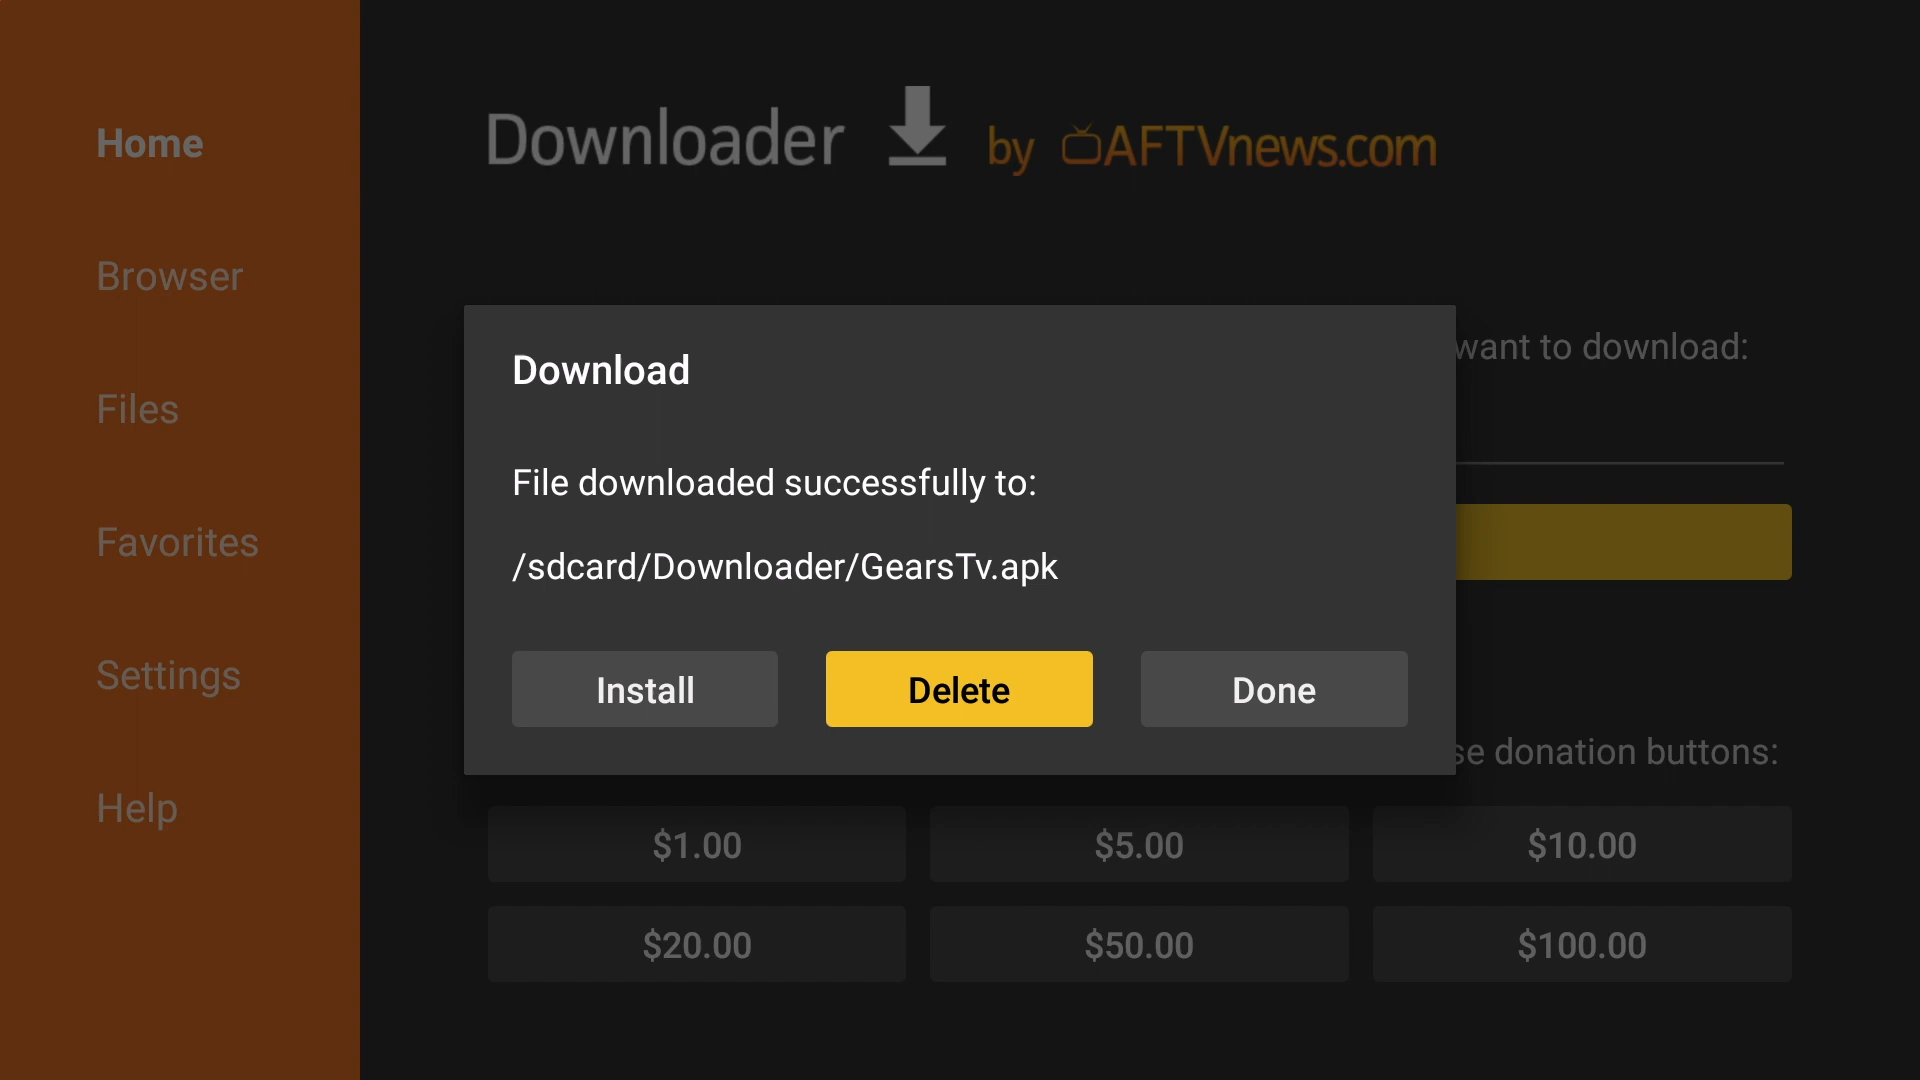 Home
Browser
Files
Favorites
Settings
Help
Downloader by AFTVnews.com
want to download:
Download
File downloaded successfully to:
/sdcard/Downloader/GearsTv.apk
Install Delete Done
se donation buttons:
$1.00 $5.00 $10.00
$20.00 $50.00 $100.00